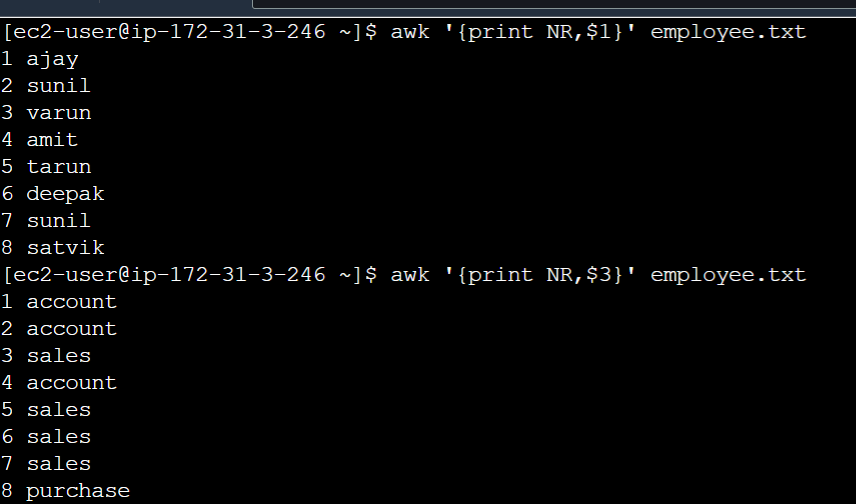 [ec2-user@ip-172-31-3-246 ~]$ awk '{print NR,$1}' employee.txt
1 ajay
2 sunil
3 varun
4 amit
5 tarun
6 deepak
7 sunil
8 satvik
[ec2-user@ip-172-31-3-246 ~]$ awk '{print NR,$3}' employee.txt
1 account
2 account
3 sales
4 account
5 sales
6 sales
7 sales
8 purchase